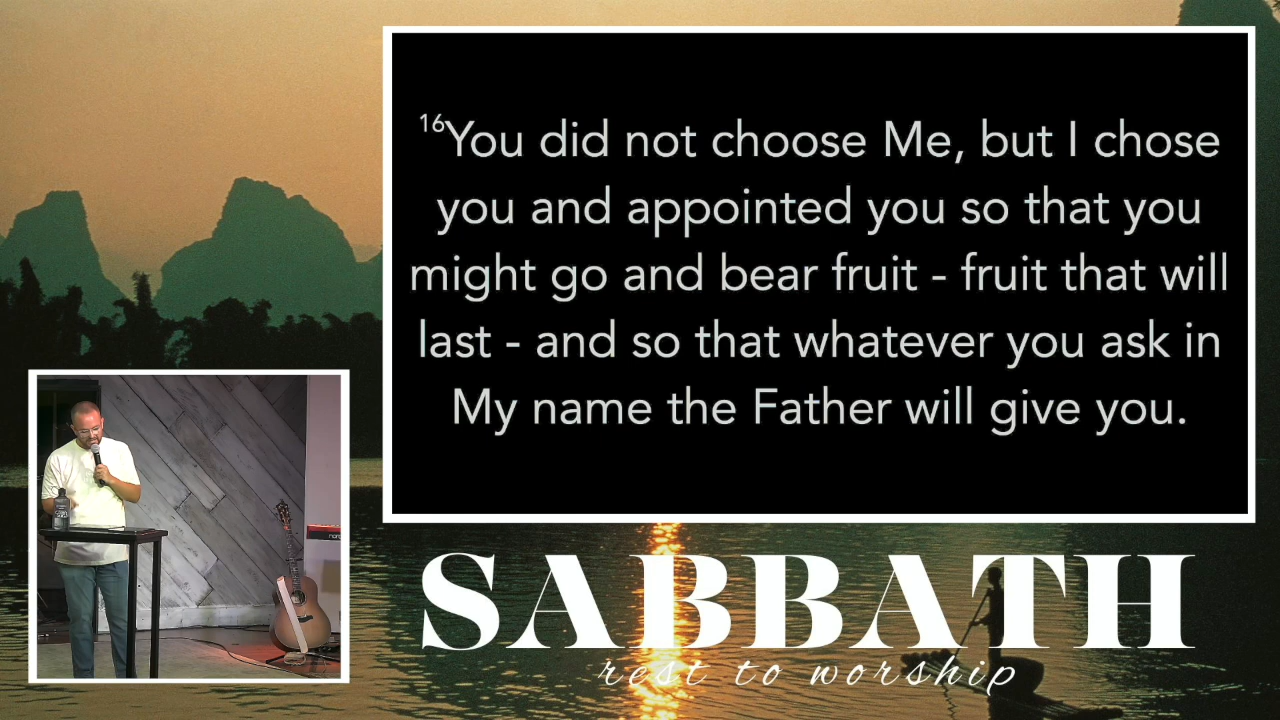 16You did not choose Me, but I chose
you and appointed you so that you
might go and bear fruit - fruit that will
last - and so that whatever you ask in
My name the Father will give you.
SABBATH
rest to worship